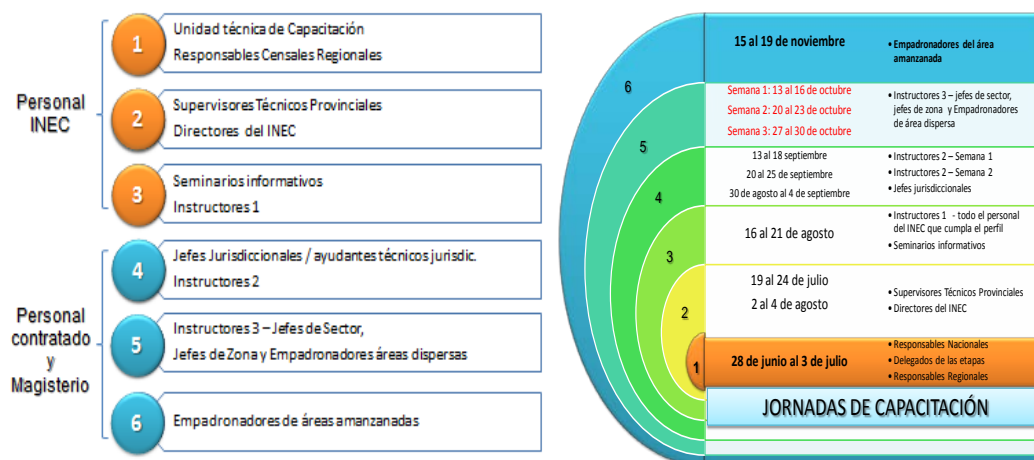 Personal
INEC
1
Unidad técnica de Capacitación
Responsables Censales Regionales
2
Supervisores Técnicos Provinciales
Directores del INEC
3
Seminarios informativos
Instructores 1
Personal
contratado
y
Magisterio
4
Jefes Jurisdiccionales / ayudantes técnicos jurisdic.
Instructores 2
5
Instructores 3 – Jefes de Sector,
Jefes de Zona y Empadronadores áreas dispersas
6
Empadronadores de áreas amanzanadas
6
15 al 19 de noviembre
• Empadronadores del área
amanzanada
5
Semana 1: 13 al 16 de octubre
Semana 2: 20 al 23 de octubre
Semana 3: 27 al 30 de octubre
• Instructores 3 – jefes de sector,
jefes de zona y Empadronadores
de área dispersa
4
13 al 18 septiembre
20 al 25 de septiembre
30 de agosto al 4 de septiembre
• Instructores 2 – Semana 1
• Instructores 2 – Semana 2
• Jefes jurisdiccionales
3
16 al 21 de agosto
• Instructores 1 - todo el personal
del INEC que cumpla el perfil
• Seminarios informativos
2
19 al 24 de julio
2 al 4 de agosto
• Supervisores Técnicos Provinciales
• Directores del INEC
1
28 de junio al 3 de julio
• Responsables Nacionales
• Delegados de las etapas
• Responsables Regionales
JORNADAS DE CAPACITACIÓN